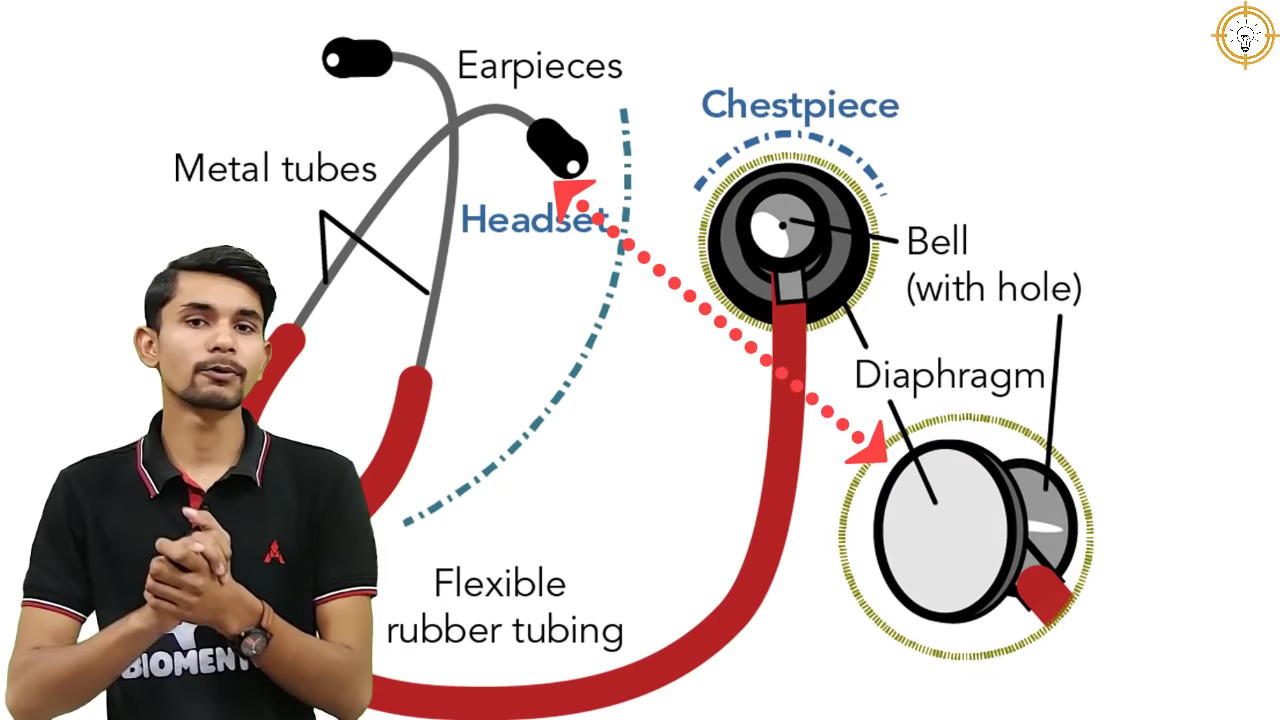 Earpieces
Chestpiece
Metal tubes
Headset
Bell
(with hole)
Diaphragm
Flexible
rubber tubing
BIOMENT